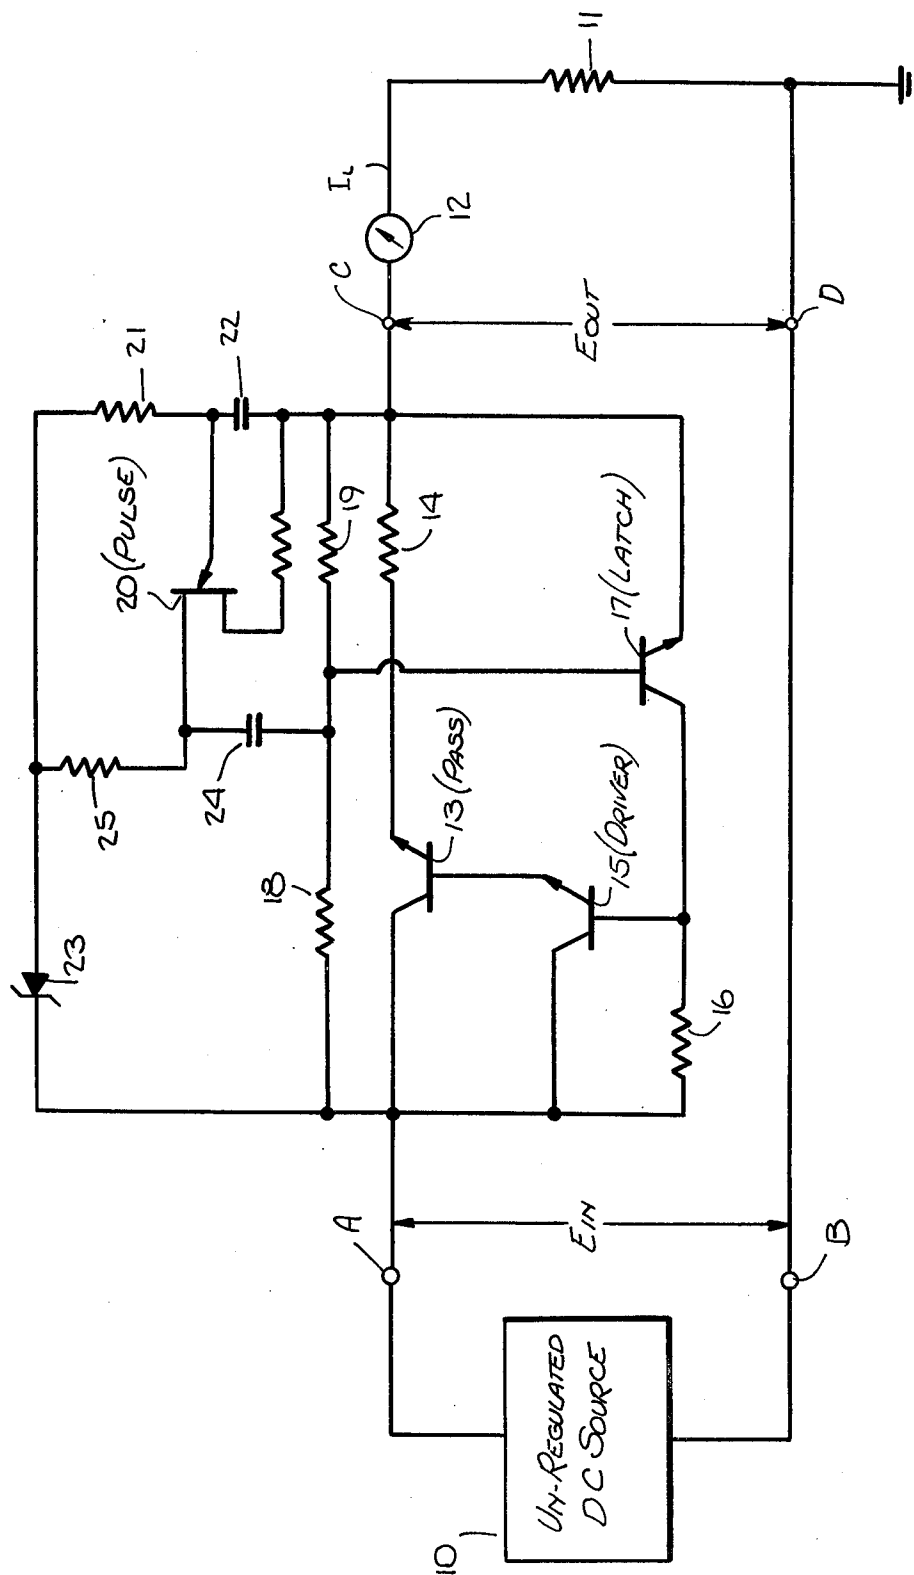 10
UN-REGULATED
DC SOURCE
A
B
EIN
23
18
16
25
24
13 (PASS)
15 (DRIVER)
20 (PULSE)
17 (LATCH)
19
14
21
22
C
D
EOUT
12
IL
11